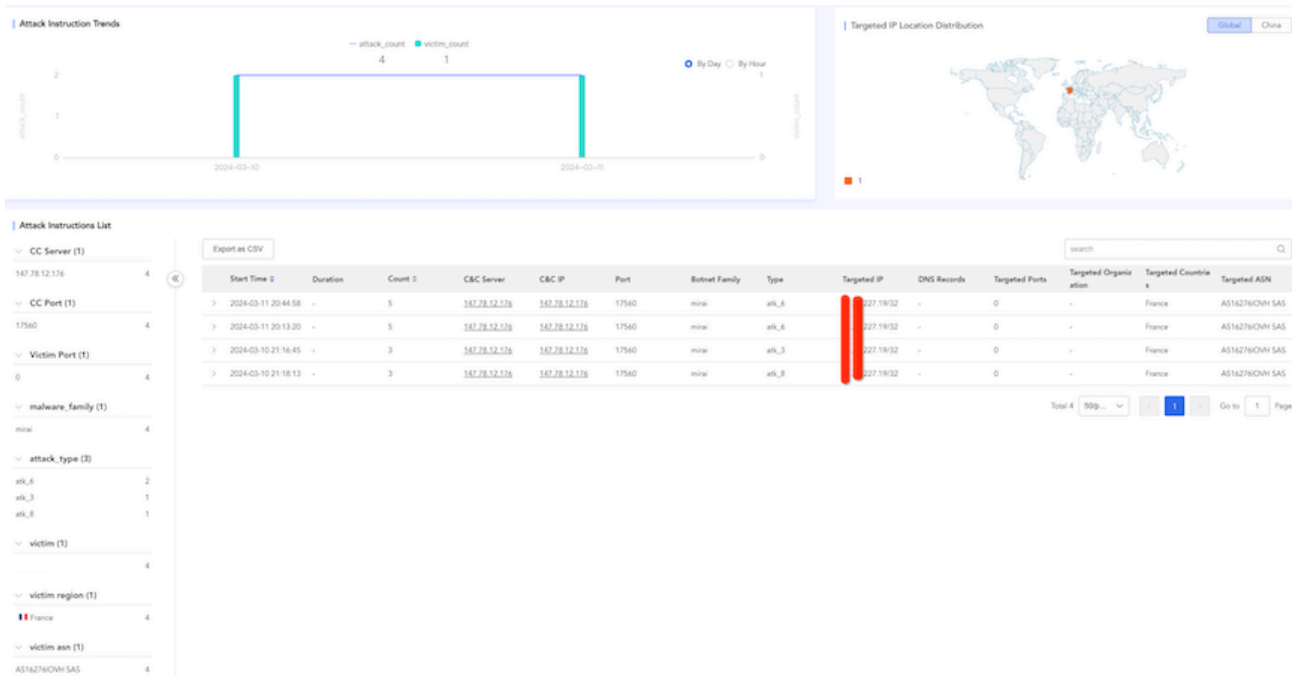 Attack Instruction Trends
attack_count victim_count
4 1
By Day By Hour
2 1
1
0 0
attack_count
victim_count
2024-03-10 2024-03-11
Targeted IP Location Distribution
Global China
1
Attack Instructions List
CC Server (1)
147.78.12.176 4
CC Port (1)
17560 4
Victim Port (1)
0 4
malware_family (1)
mirai 4
attack_type (3)
atk_6 2
atk_3 1
atk_8 1
victim (1)
4
victim region (1)
France 4
victim asn (1)
AS16276|OVH SAS 4
Export as CSV
search
Start Time Duration Count C&C Server C&C IP Port Botnet Family Type Targeted IP DNS Records Targeted Ports Targeted Organiz Targeted Countrie Targeted ASN
ation s
2024-03-11 20:44:58 - 5 147.78.12.176 147.78.12.176 17560 mirai atk_6 227.19/32 - 0 - France AS16276|OVH SAS
2024-03-11 20:13:20 - 5 147.78.12.176 147.78.12.176 17560 mirai atk_6 227.19/32 - 0 - France AS16276|OVH SAS
2024-03-10 21:16:45 - 3 147.78.12.176 147.78.12.176 17560 mirai atk_3 227.19/32 - 0 - France AS16276|OVH SAS
2024-03-10 21:18:13 - 3 147.78.12.176 147.78.12.176 17560 mirai atk_8 227.19/32 - 0 - France AS16276|OVH SAS
Total 4 50/p... 1 Go to 1 Page